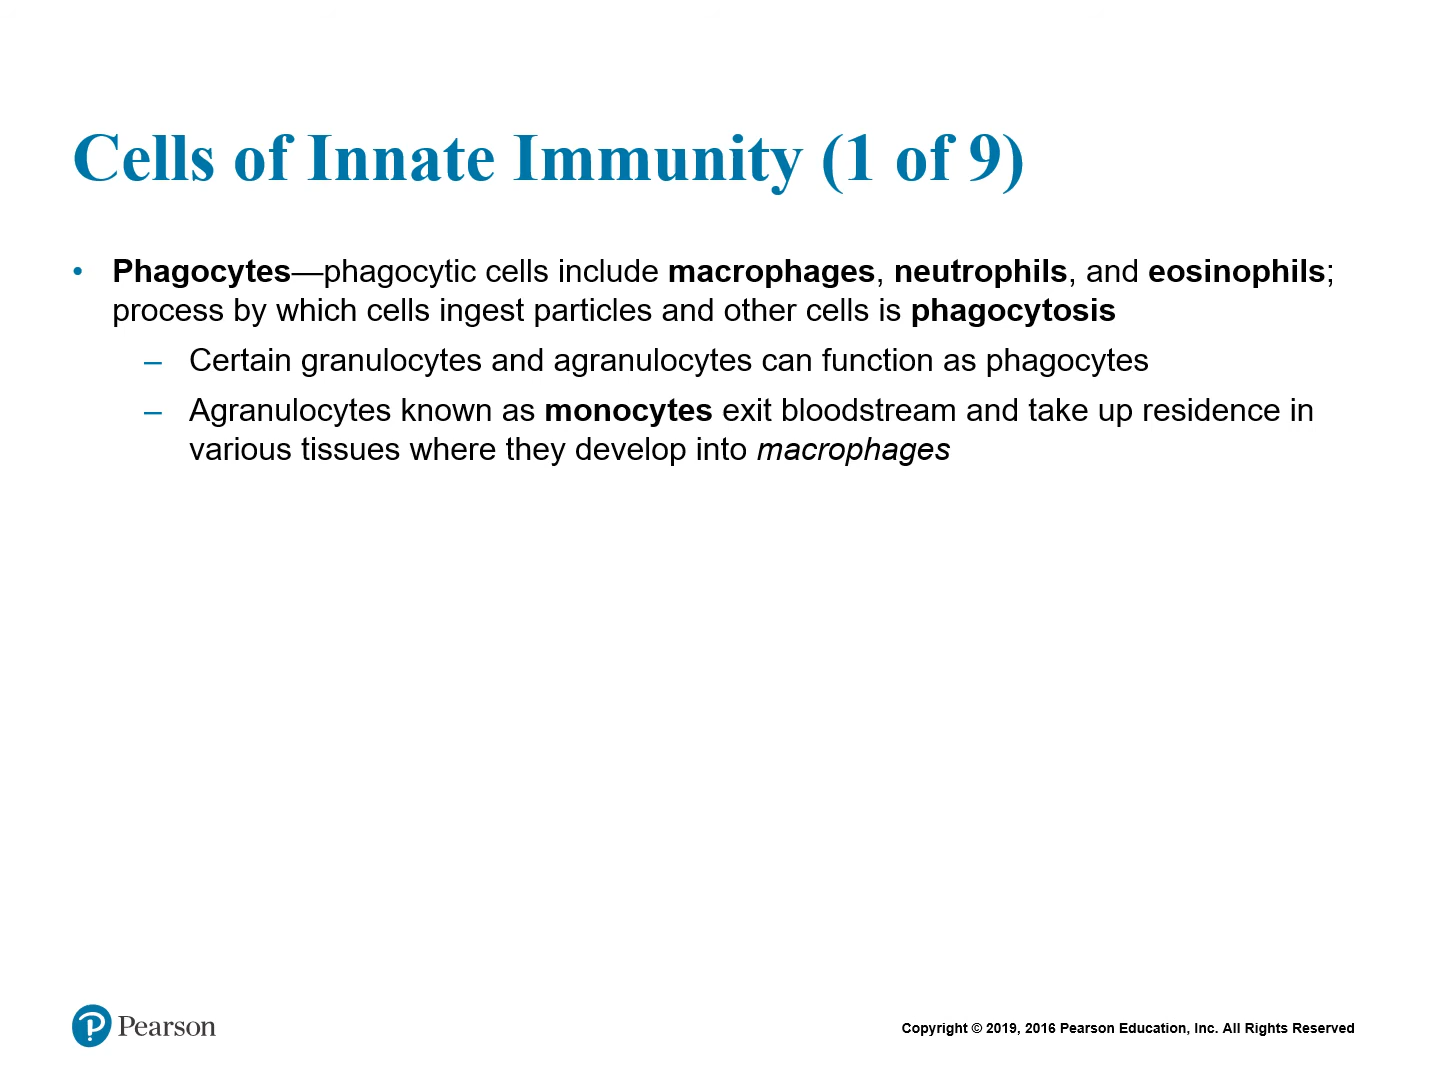 Cells of Innate Immunity (1 of 9)
• Phagocytes—phagocytic cells include macrophages, neutrophils, and eosinophils;
process by which cells ingest particles and other cells is phagocytosis
– Certain granulocytes and agranulocytes can function as phagocytes
– Agranulocytes known as monocytes exit bloodstream and take up residence in
various tissues where they develop into macrophages
Pearson
Copyright © 2019, 2016 Pearson Education, Inc. All Rights Reserved